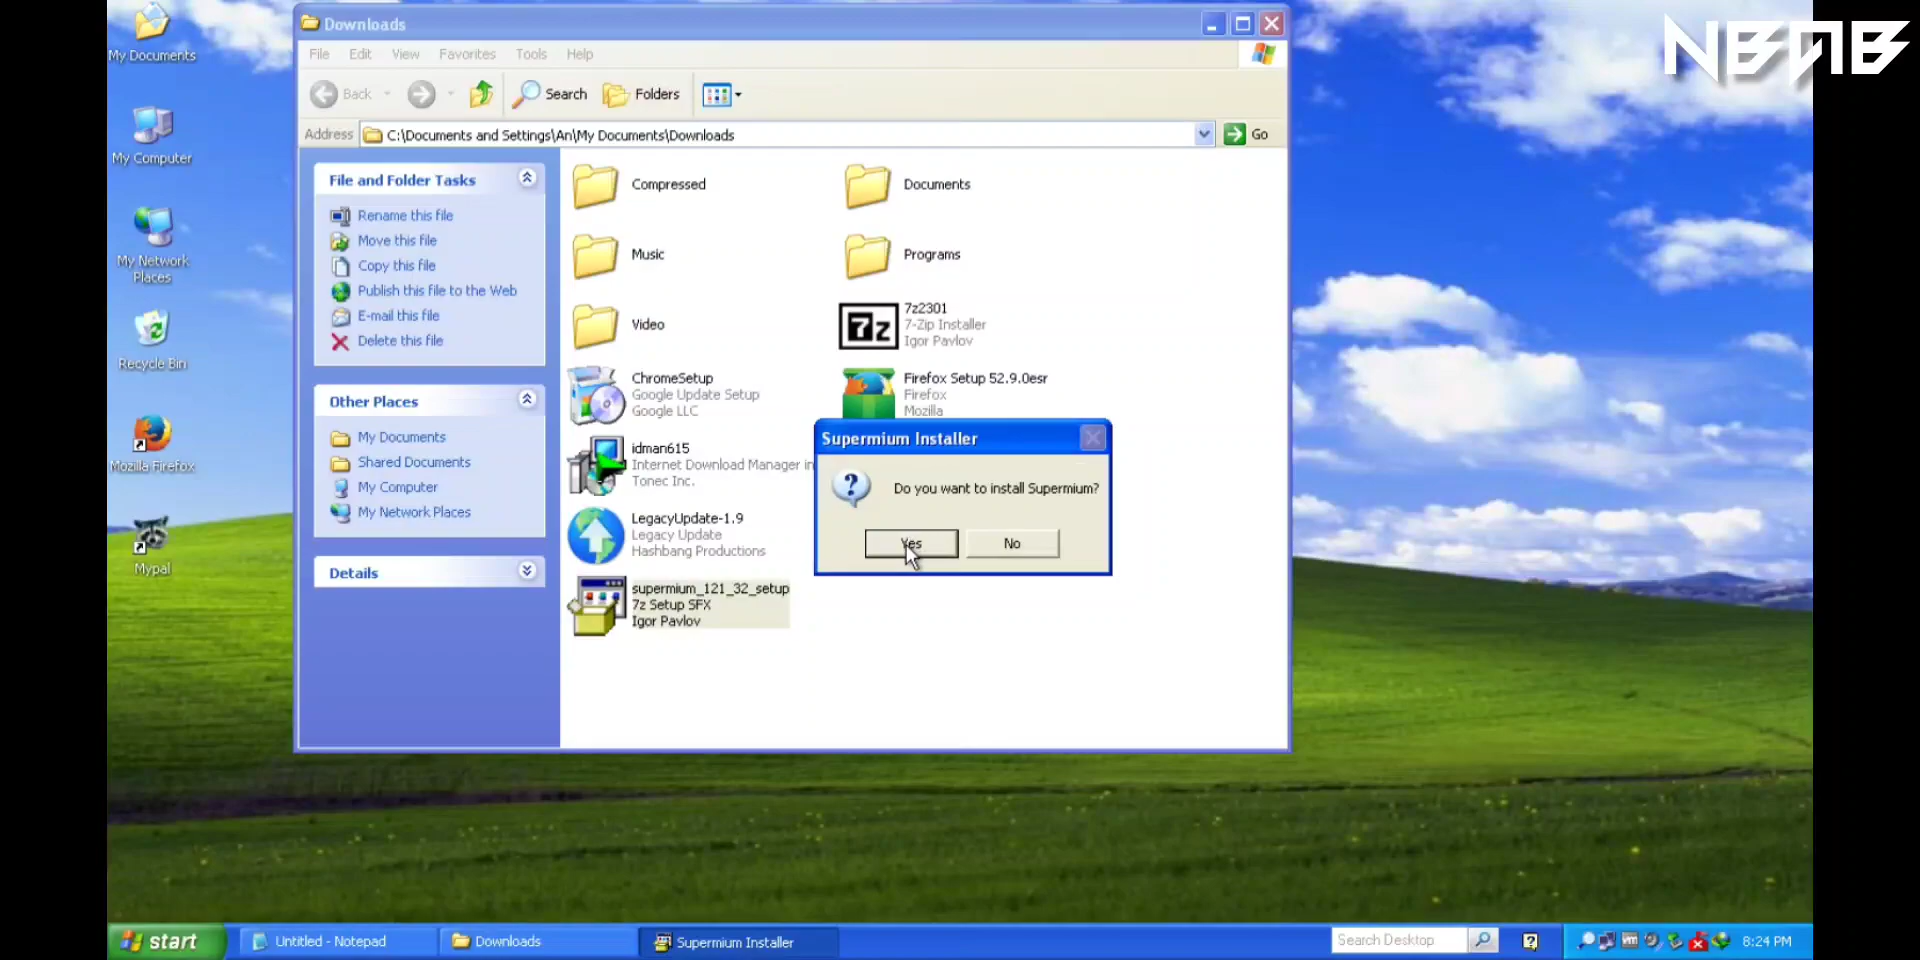 NBAB
My Documents
My Computer
My Network
Places
Recycle Bin
Mozilla Firefox
Mypal
Downloads
File Edit View Favorites Tools Help
Back Search Folders
Address C:\Documents and Settings\An\My Documents\Downloads Go
File and Folder Tasks
Rename this file
Move this file
Copy this file
Publish this file to the Web
E-mail this file
Delete this file
Other Places
My Documents
Shared Documents
My Computer
My Network Places
Details
Compressed
Documents
Music
Programs
Video
7z
7z2301
7-Zip Installer
Igor Pavlov
ChromeSetup
Google Update Setup
Google LLC
Firefox Setup 52.9.0esr
Firefox
Mozilla
idman615
Internet Download Manager in
Tonec Inc.
LegacyUpdate-1.9
Legacy Update
Hashbang Productions
supermium_121_32_setup
7z Setup SFX
Igor Pavlov
Supermium Installer
Do you want to install Supermium?
Yes No
start Untitled - Notepad Downloads Supermium Installer Search Desktop 8:24 PM